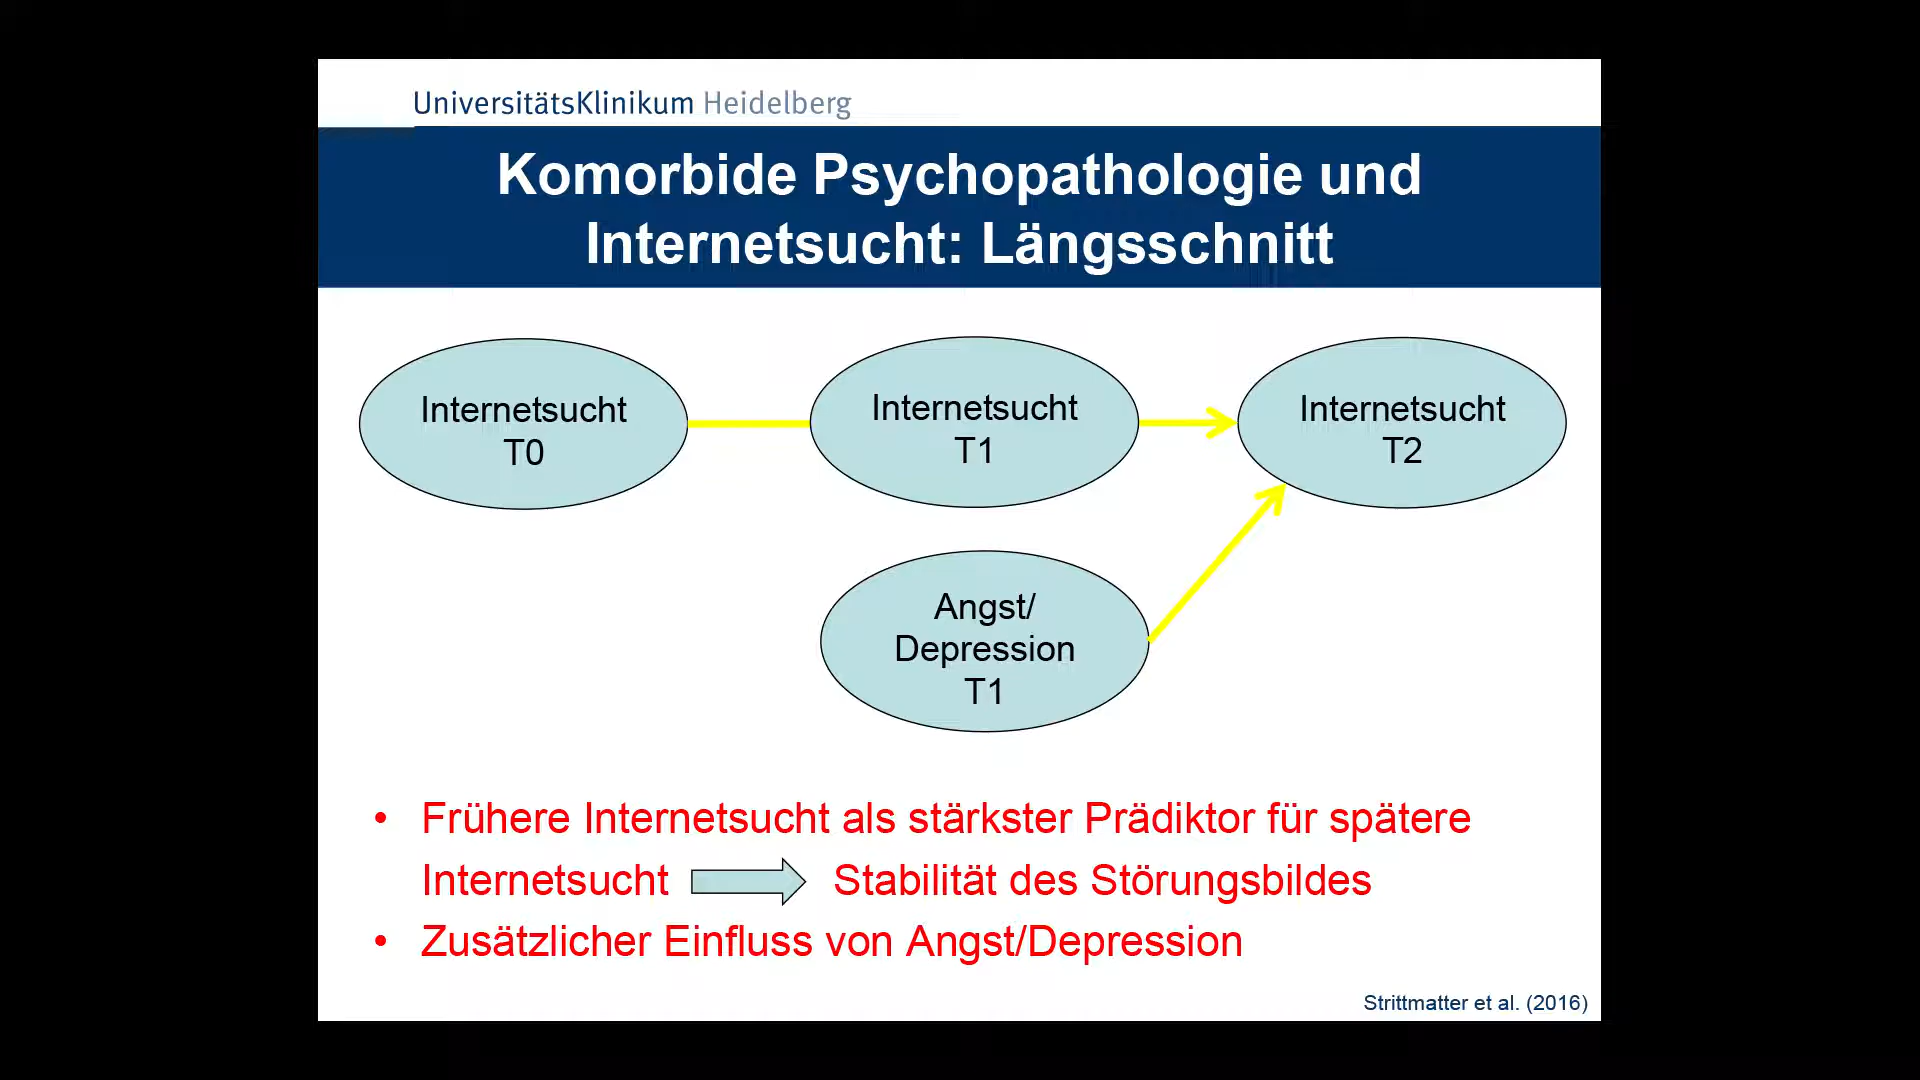 UniversitätsKlinikum Heidelberg
Komorbide Psychopathologie und
Internetsucht: Längsschnitt
Internetsucht
T0
Internetsucht
T1
Internetsucht
T2
Angst/
Depression
T1
• Frühere Internetsucht als stärkster Prädiktor für spätere
Internetsucht Stabilität des Störungsbildes
• Zusätzlicher Einfluss von Angst/Depression
Strittmatter et al. (2016)